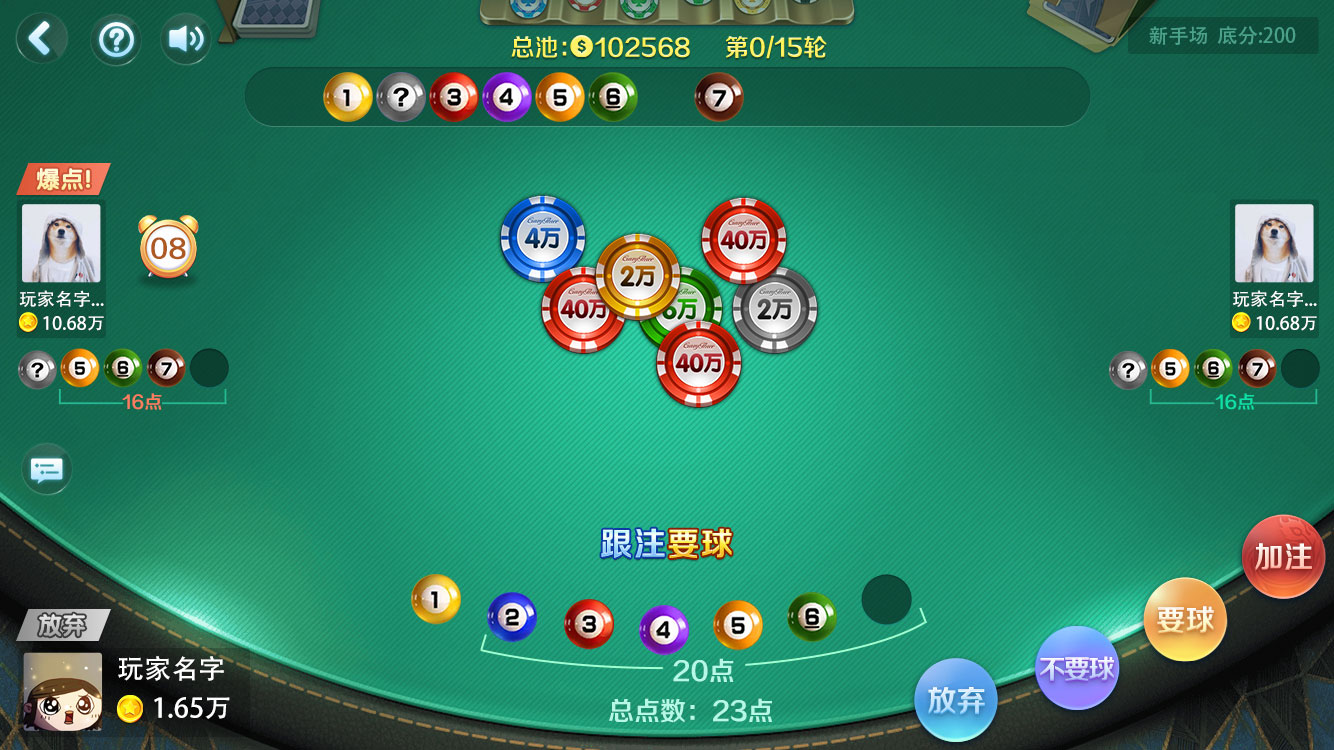 总池:$102568 第0/15轮
新手场 底分:200
1 ? 3 4 5 6 7
爆点!
08
玩家名字...
10.68万
? 5 6 7
16点
4万
40万
2万
40万
2万
40万
玩家名字...
10.68万
? 5 6 7
16点
跟注要球
1 2 3 4 5 6
20点
总点数: 23点
放弃
玩家名字
1.65万
放弃
不要球
要球
加注